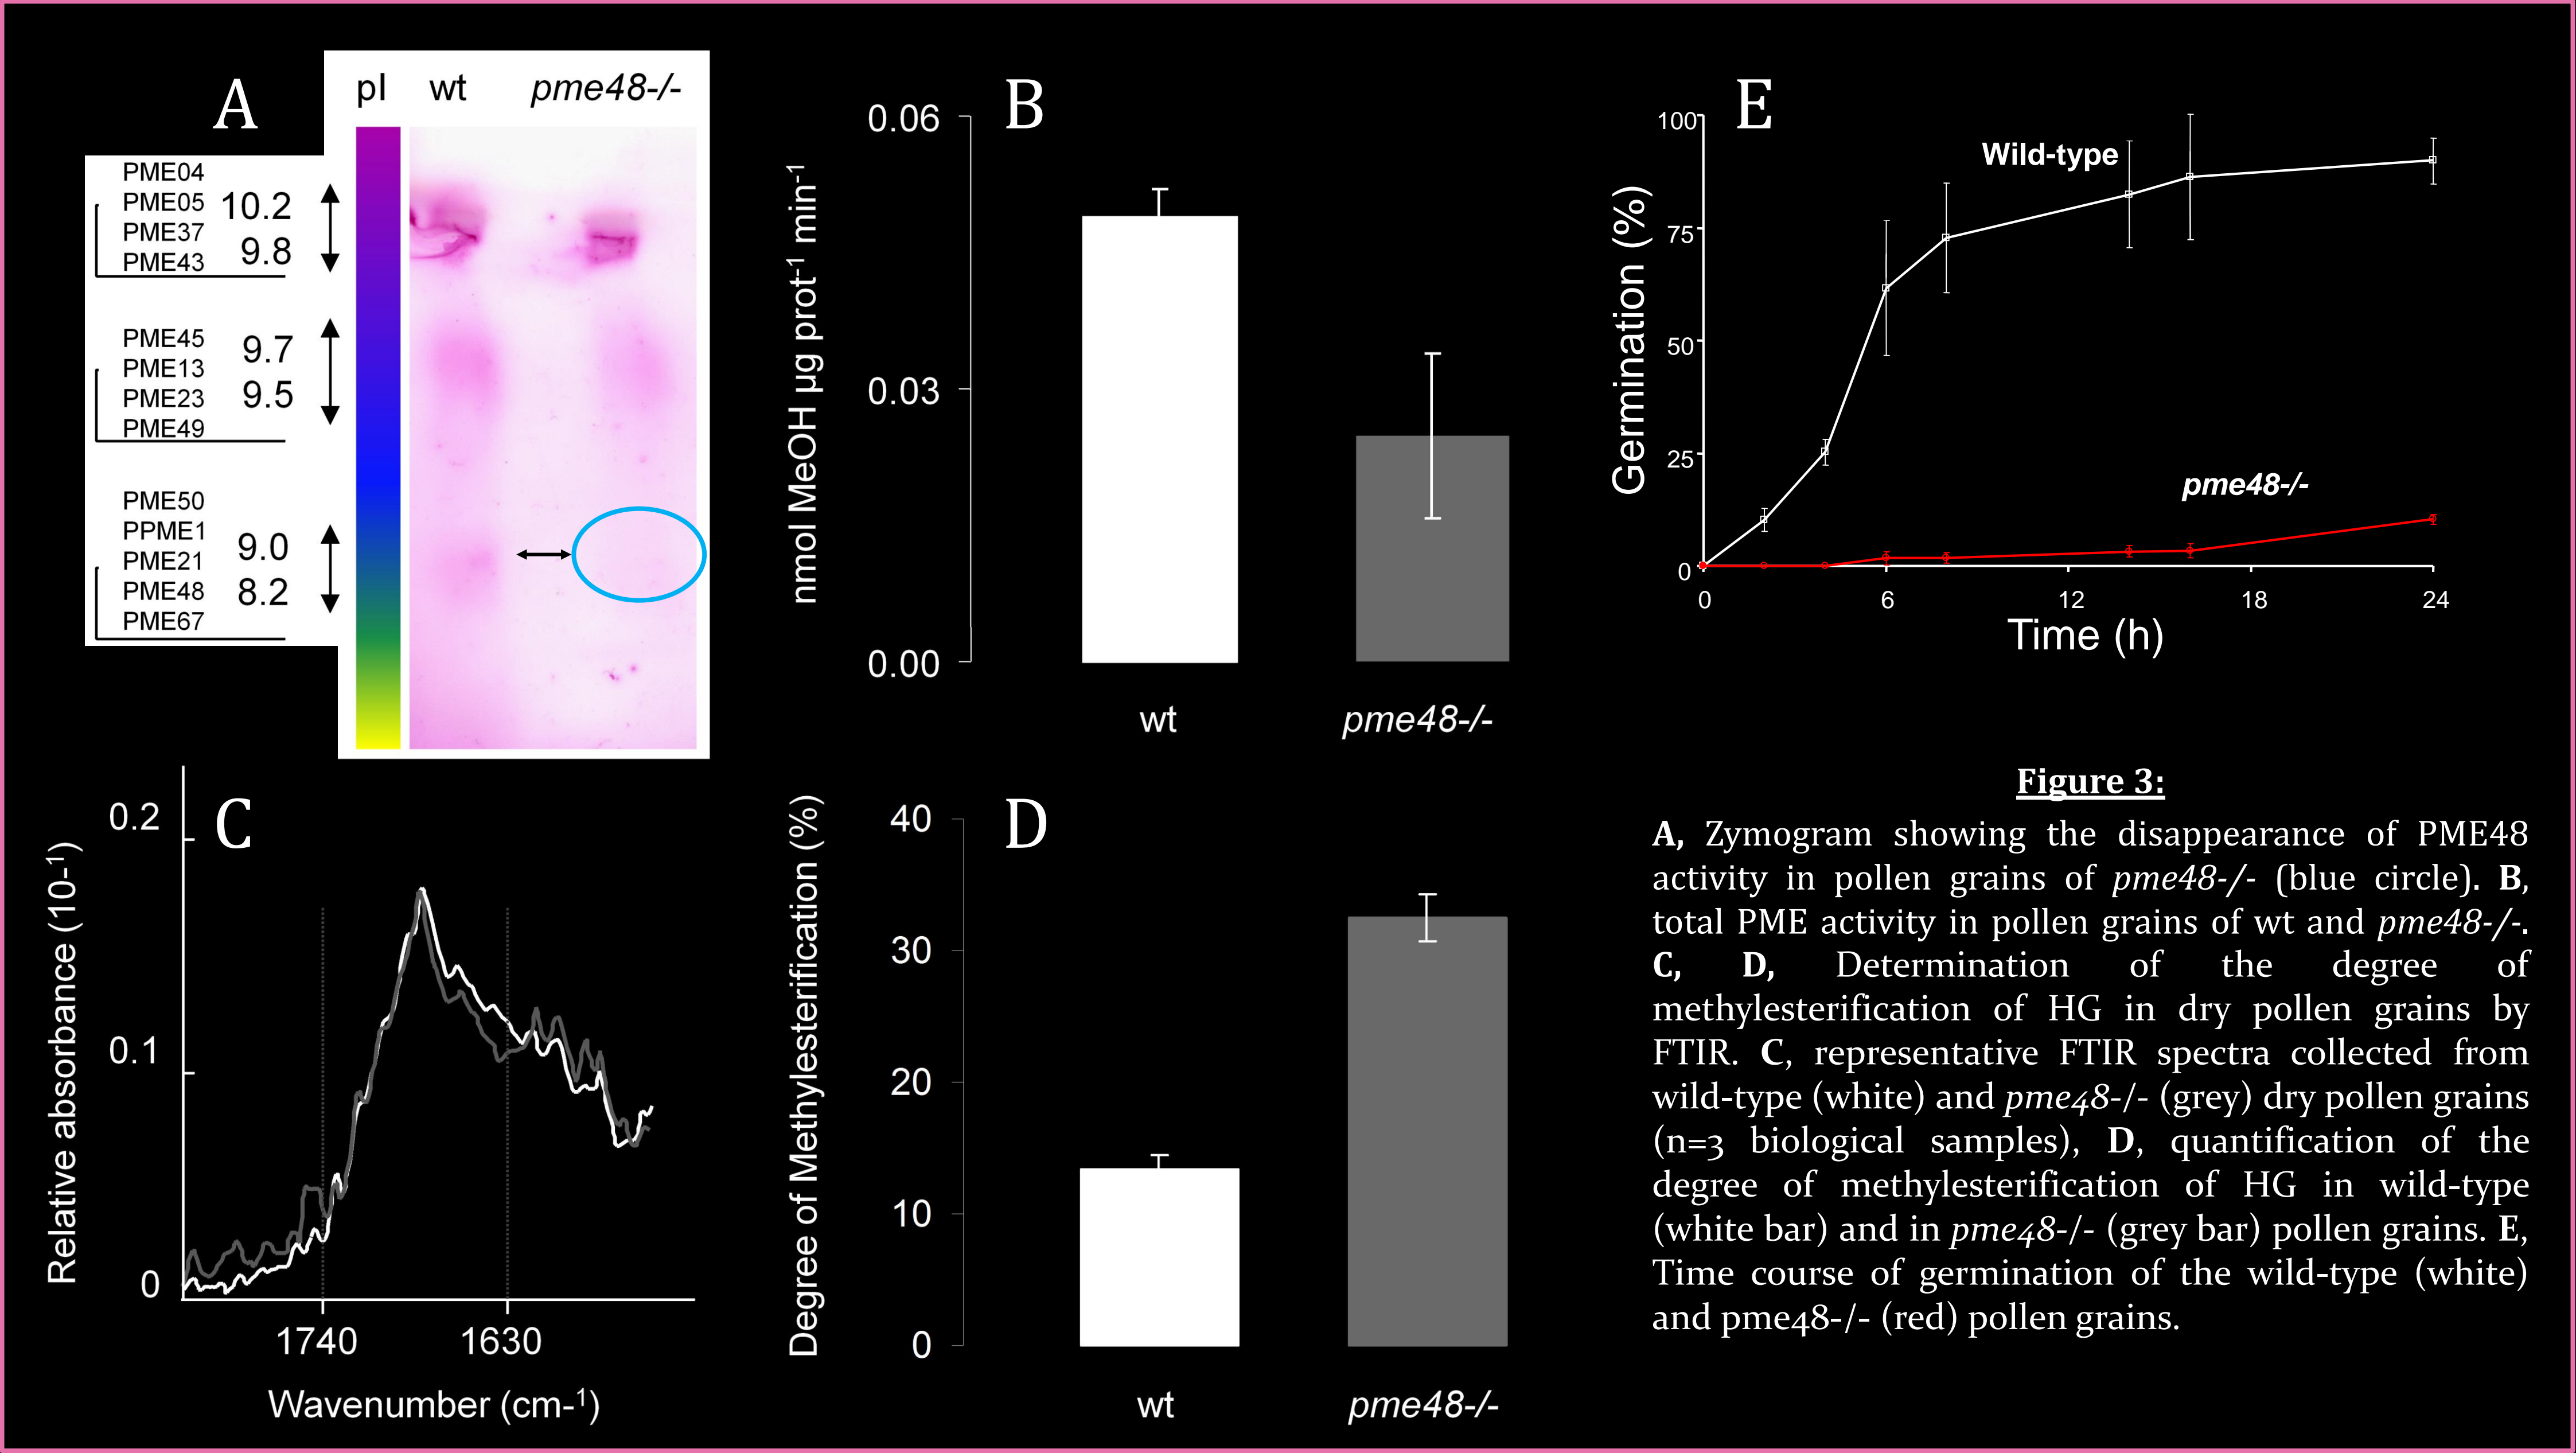 A
pI wt pme48-/-
PME04
PME05
PME37
PME43
10.2
9.8
PME45
PME13
PME23
PME49
9.7
9.5
PME50
PPME1
PME21
PME48
PME67
9.0
8.2
B
nmol MeOH µg prot-1 min-1
0.06
0.03
0.00
wt
pme48-/-
E
Germination (%)
100
75
50
25
0
Wild-type
pme48-/-
0 6 12 18 24
Time (h)
C
Relative absorbance (10-1)
0.2
0.1
0
1740 1630
Wavenumber (cm-1)
D
Degree of Methylesterification (%)
40
30
20
10
0
wt
pme48-/-
Figure 3:
A, Zymogram showing the disappearance of PME48
activity in pollen grains of pme48-/- (blue circle). B,
total PME activity in pollen grains of wt and pme48-/-.
C, D, Determination of the degree of
methylesterification of HG in dry pollen grains by
FTIR. C, representative FTIR spectra collected from
wild-type (white) and pme48-/- (grey) dry pollen grains
(n=3 biological samples), D, quantification of the
degree of methylesterification of HG in wild-type
(white bar) and in pme48-/- (grey bar) pollen grains. E,
Time course of germination of the wild-type (white)
and pme48-/- (red) pollen grains.